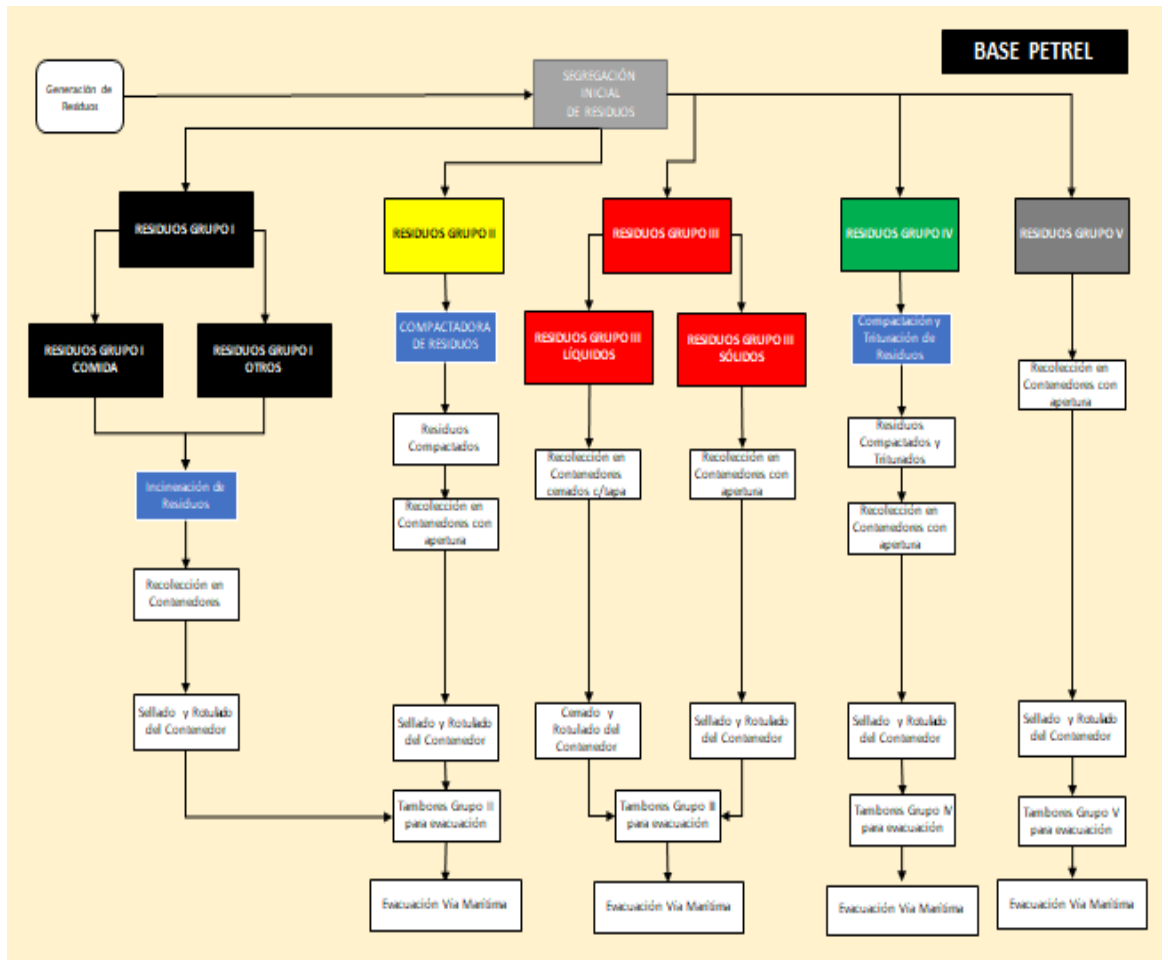 BASE PETREL
Generación de
Residuos
SEGREGACIÓN
INICIAL
DE RESIDUOS
RESIDUOS GRUPO I
RESIDUOS GRUPO II
RESIDUOS GRUPO III
RESIDUOS GRUPO IV
RESIDUOS GRUPO V
RESIDUOS GRUPO I
COMIDA
RESIDUOS GRUPO I
OTROS
COMPACTADORA
DE RESIDUOS
RESIDUOS GRUPO III
LÍQUIDOS
RESIDUOS GRUPO III
SÓLIDOS
Compactación y
Trituración de
Residuos
Recolección en
Contenedores con
apertura
Residuos
Compactados
Residuos
Compactados y
Triturados
Recolección en
Contenedores
cerrados c/tapa
Recolección en
Contenedores con
apertura
Incineración de
Residuos
Recolección en
Contenedores con
apertura
Recolección en
Contenedores con
apertura
Recolección en
Contenedores
Sellado y Rotulado
del Contenedor
Sellado y Rotulado
del Contenedor
Cerrado y
Rotulado del
Contenedor
Sellado y Rotulado
del Contenedor
Sellado y Rotulado
del Contenedor
Sellado y Rotulado
del Contenedor
Tambores Grupo II
para evacuación
Tambores Grupo III
para evacuación
Tambores Grupo IV
para evacuación
Tambores Grupo V
para evacuación
Evacuación Vía Marítima
Evacuación Vía Marítima
Evacuación Vía Marítima
Evacuación Vía Marítima